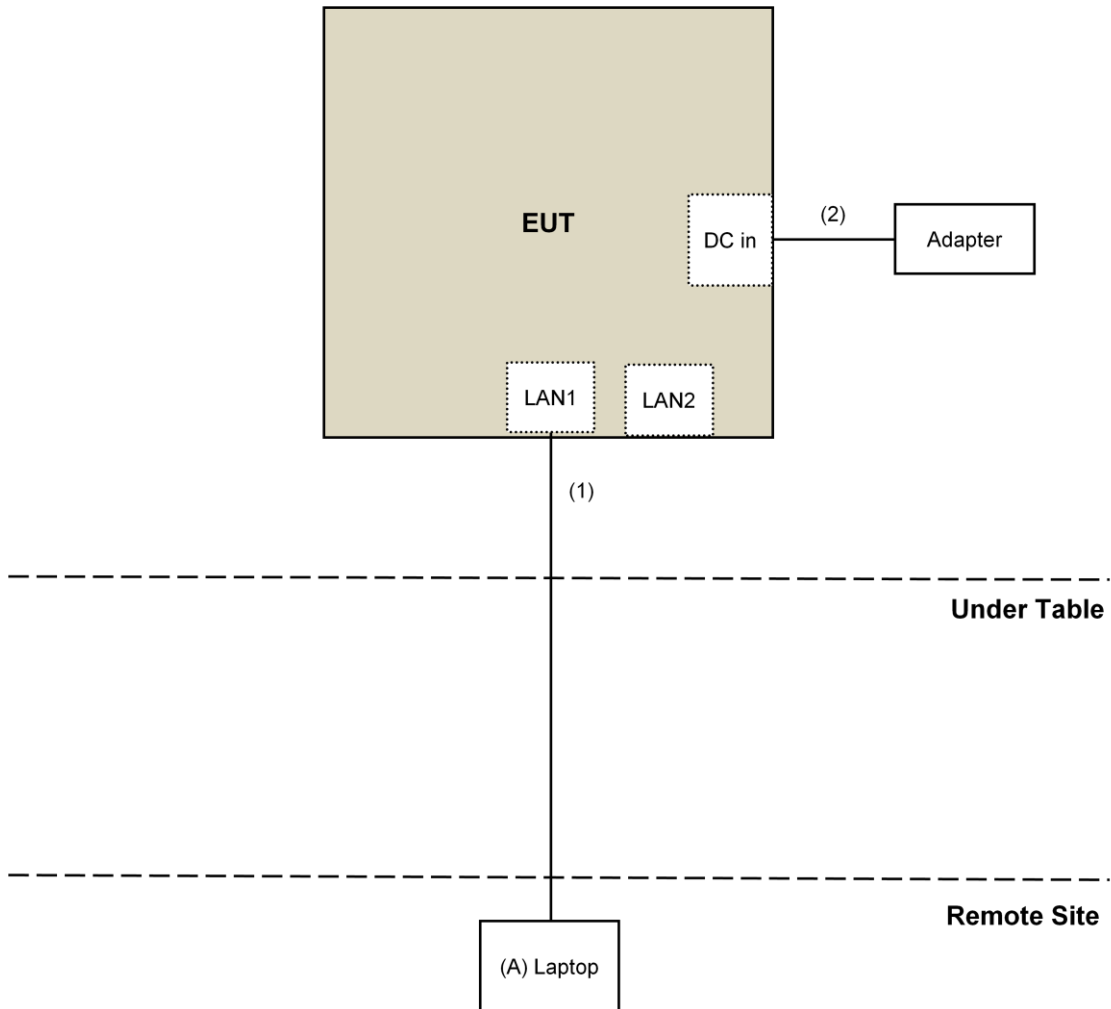 EUT
(2)
DC in
Adapter
LAN1
LAN2
(1)
Under Table
Remote Site
(A) Laptop